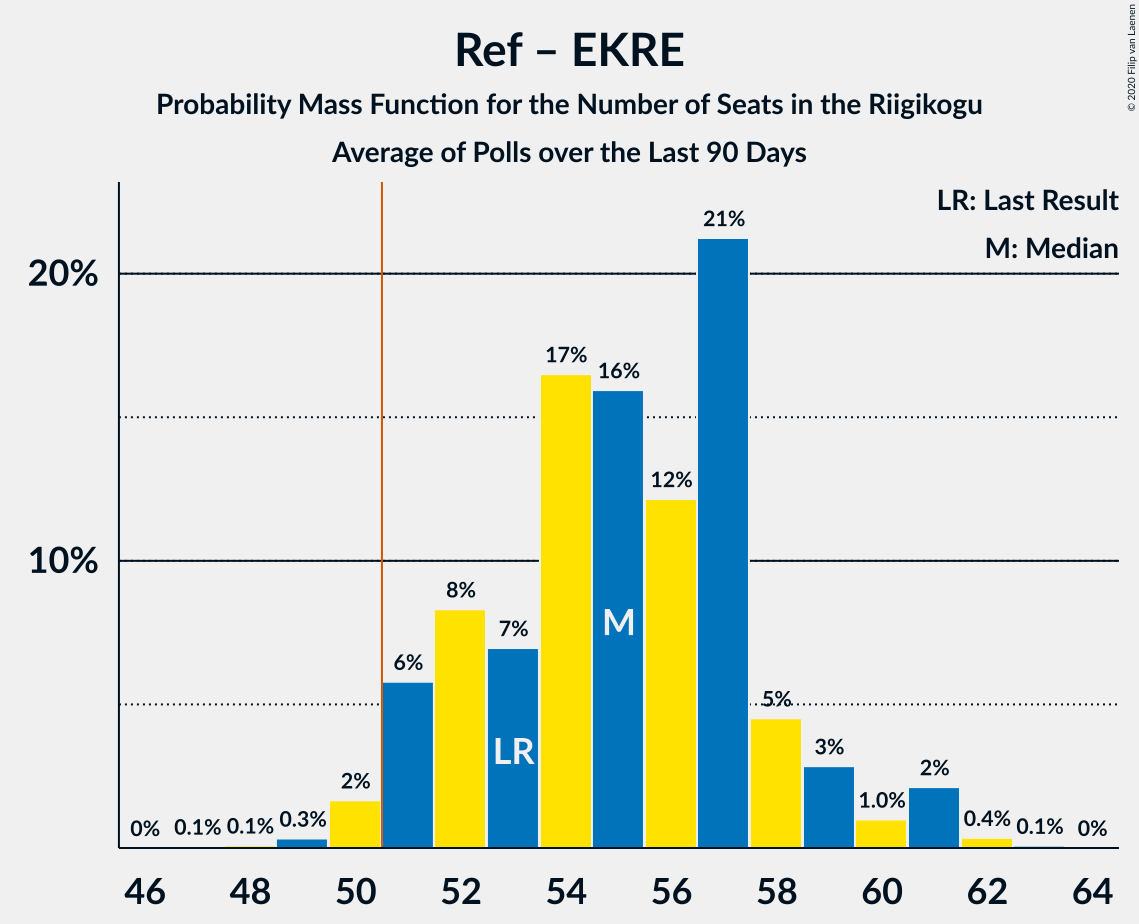 Ref – EKRE
Probability Mass Function for the Number of Seats in the Riigikogu
Average of Polls over the Last 90 Days
© 2020 Filip van Laenen
LR: Last Result
M: Median
20%
10%
0%
0.1%
0.1%
0.3%
2%
6%
8%
7%
17%
16%
12%
21%
5%
3%
1.0%
2%
0.4%
0.1%
0%
LR
M
46 48 50 52 54 56 58 60 62 64